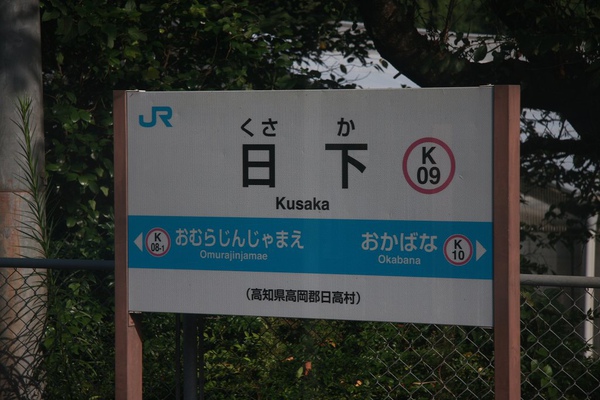 JR
くさ か
日 下
K
09
Kusaka
K
08-1
おむらじんじゃまえ
Omurajinjamae
おかばな
Okabana
K
10
（高知県高岡郡日高村）